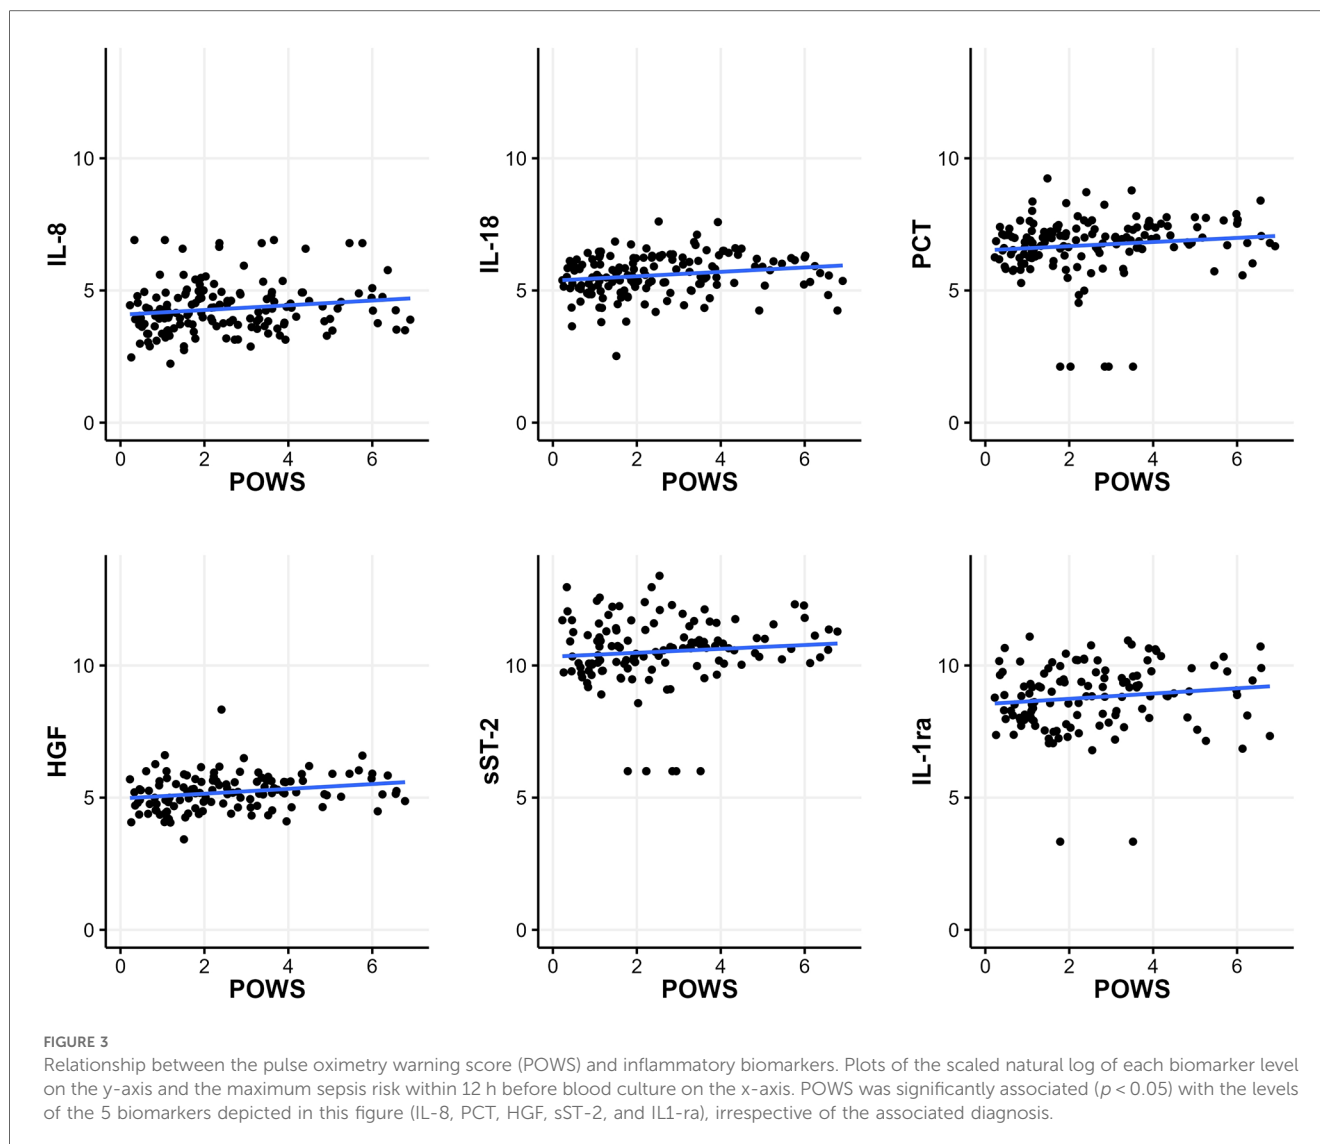 IL-8
10
5
0
0 2 4 6
POWS
IL-18
10
5
0
0 2 4 6
POWS
PCT
10
5
0
0 2 4 6
POWS
HGF
10
5
0
0 2 4 6
POWS
sST-2
10
5
0
0 2 4 6
POWS
IL-1ra
10
5
0
0 2 4 6
POWS
FIGURE 3
Relationship between the pulse oximetry warning score (POWS) and inflammatory biomarkers. Plots of the scaled natural log of each biomarker level
on the y-axis and the maximum sepsis risk within 12 h before blood culture on the x-axis. POWS was significantly associated (p < 0.05) with the levels
of the 5 biomarkers depicted in this figure (IL-8, PCT, HGF, sST-2, and IL1-ra), irrespective of the associated diagnosis.